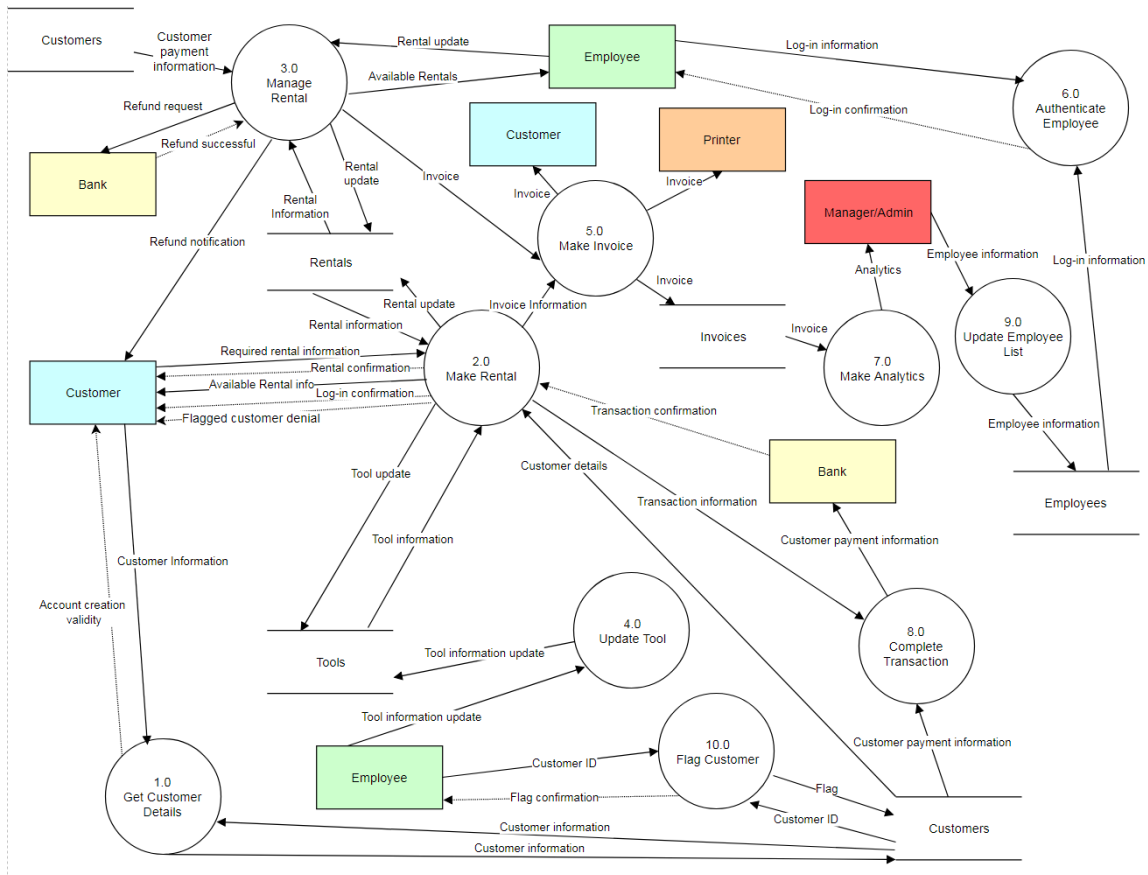 Customers
Customer
payment
information
3.0
Manage
Rental
Rental update
Available Rentals
Employee
Log-in information
Log-in confirmation
6.0
Authenticate
Employee
Refund request
Refund successful
Bank
Rental
update
Rental
Information
Invoice
Customer
Printer
Invoice
Invoice
5.0
Make Invoice
Manager/Admin
Employee information
Log-in information
Refund notification
Rentals
Analytics
Invoice
Rental update
Invoice Information
Rental information
Invoices
Invoice
7.0
Make Analytics
9.0
Update Employee
List
Required rental information
Rental confirmation
Available Rental info
Log-in confirmation
Flagged customer denial
Customer
2.0
Make Rental
Transaction confirmation
Employee information
Tool update
Customer details
Bank
Transaction information
Employees
Tool information
Customer payment information
Customer Information
Account creation
validity
4.0
Update Tool
8.0
Complete
Transaction
Tools
Tool information update
Tool information update
Customer payment information
Employee
Customer ID
10.0
Flag Customer
Flag confirmation
Flag
Customer ID
1.0
Get Customer
Details
Customer information
Customer information
Customers